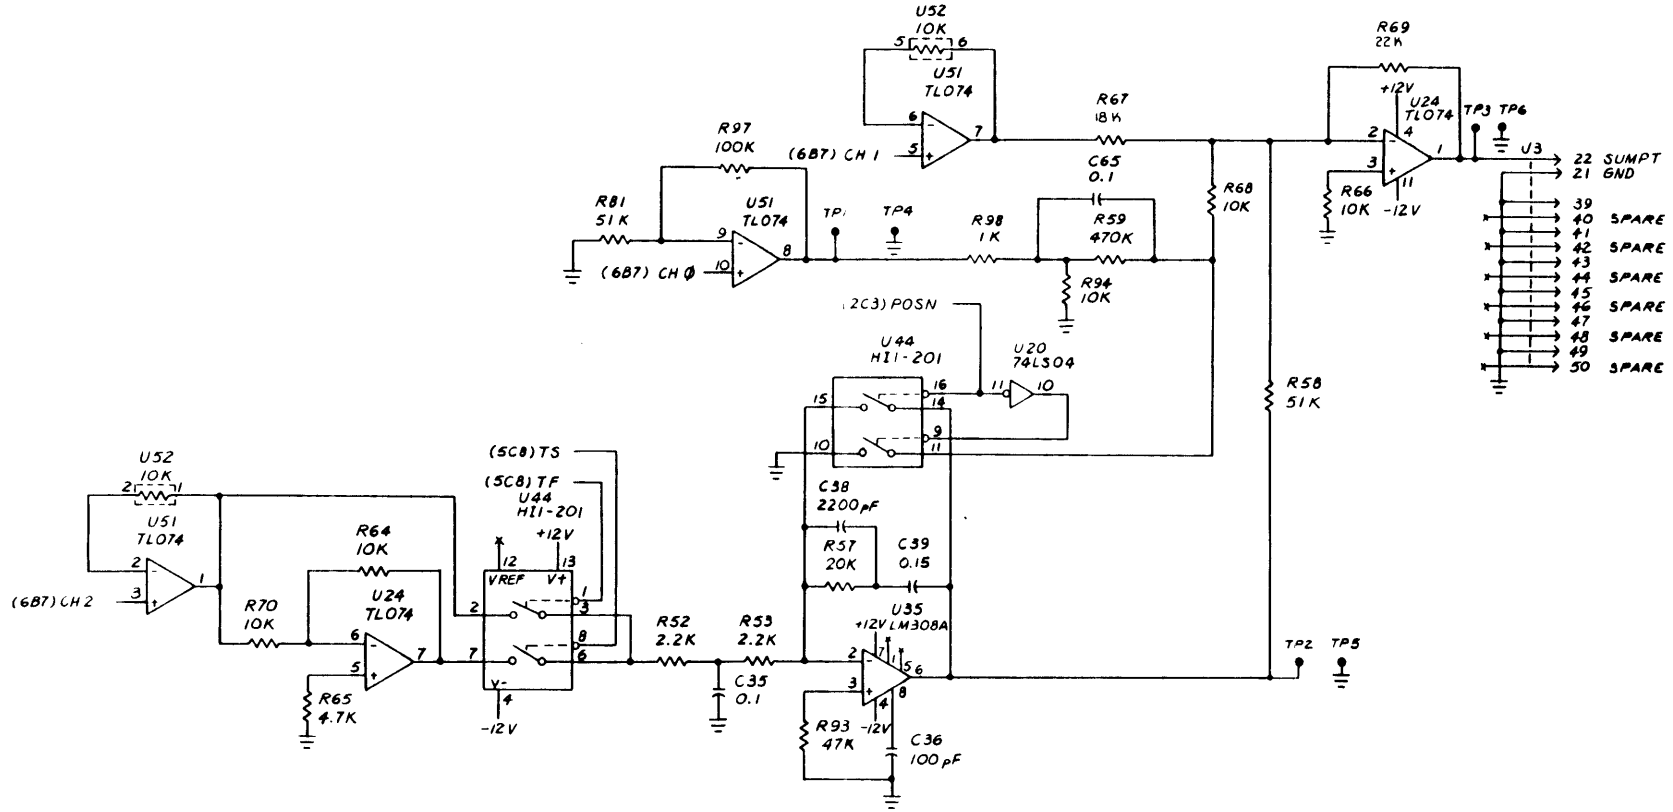 U52
10K
5 6
U51
TL074
6
7
5
(6B7) CH 1
R97
100K
R81
51K
U51
TL074
9
8
10
(6B7) CH 0
TP1
TP4
R98
1K
R67
18K
C65
0.1
R59
470K
R94
10K
R68
10K
R69
22K
+12V
U24
TL074
4
2
1
3
11
-12V
R66
10K
TP3 TP6
J3
22 SUMPT
21 GND
39
40 SPARE
41
42 SPARE
43
44 SPARE
45
46 SPARE
47
48 SPARE
49
50 SPARE
2C3) POSN
U44
HI1-201
U20
74LS04
15
16
11 10
14
9
10
11
R58
51K
U52
10K
2 1
U51
TL074
2
1
3
(6B7) CH2
R70
10K
R64
10K
U24
TL074
6
7
5
R65
4.7K
(5C8) TS
(5C8) TF
U44
HI1-201
+12V
12 13
VREF V+
1
2 3
8
7 6
V-
4
-12V
R52
2.2K
R53
2.2K
C35
0.1
C38
2200pF
R57
20K
C39
0.15
U35
LM308A
+12V
7
1
5
2
6
3
8
4
-12V
R93
47K
C36
100pF
TP2
TP5